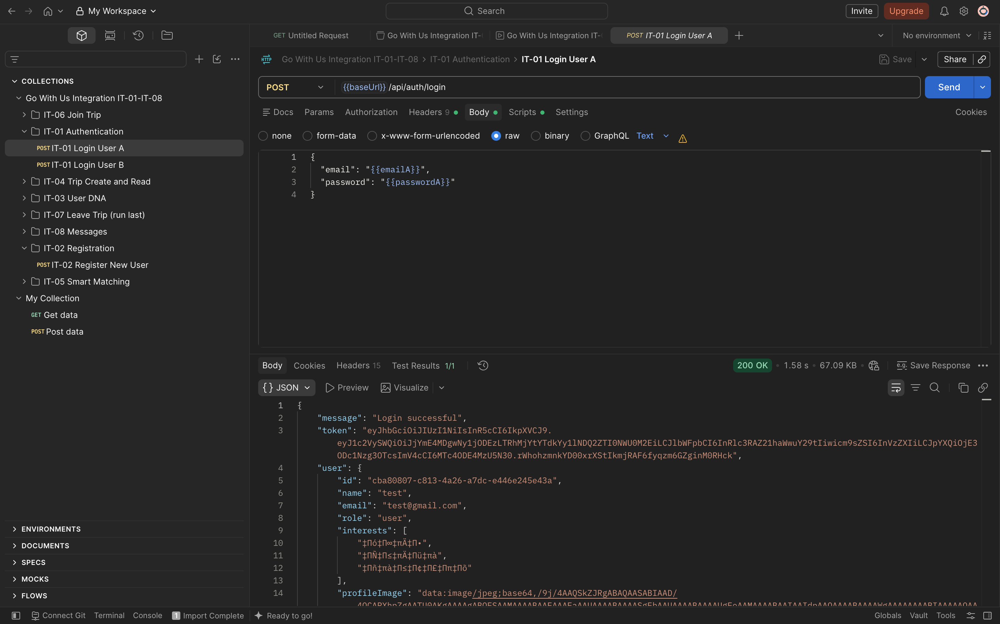 My Workspace
Search
Invite
Upgrade
GET Untitled Request
Go With Us Integration IT-
Go With Us Integration IT-
POST IT-01 Login User A
No environment
COLLECTIONS
Go With Us Integration IT-01-IT-08
IT-06 Join Trip
IT-01 Authentication
POST IT-01 Login User A
POST IT-01 Login User B
IT-04 Trip Create and Read
IT-03 User DNA
IT-07 Leave Trip (run last)
IT-08 Messages
IT-02 Registration
POST IT-02 Register New User
IT-05 Smart Matching
My Collection
GET Get data
POST Post data
ENVIRONMENTS
DOCUMENTS
SPECS
MOCKS
FLOWS
HTTP Go With Us Integration IT-01-IT-08 > IT-01 Authentication > IT-01 Login User A
Save
Share
POST
{{baseUrl}} /api/auth/login
Send
Docs Params Authorization Headers 9 Body Scripts Settings
Cookies
none form-data x-www-form-urlencoded raw binary GraphQL Text
1 {
2 "email": "{{emailA}}",
3 "password": "{{passwordA}}"
4 }
Body Cookies Headers 15 Test Results 1/1
200 OK • 1.58 s • 67.09 KB • e.g. Save Response
{} JSON Preview Visualize
1 {
2 "message": "Login successful",
3 "token": "eyJhbGciOiJIUzI1NiIsInR5cCI6IkpXVCJ9.
eyJ1c2VySWQiOiJjYmE4MDgwNy1jODEzLTRhMjYtYTdkYy1lNDQ2ZTI0NWU0M2EiLCJlbWFpbCI6InRlc3RAZ21haWwuY29tIiwicm9sZSI6InVzZXIiLCJpYXQiOjE3
ODc1Nzg3OTcsImV4cCI6MTc4ODE4MzU5N30.rWhohzmnkYD00xrXStIkmjRAF6fyqzm6GZginM0RHck",
4 "user": {
5 "id": "cba80807-c813-4a26-a7dc-e446e245e43a",
6 "name": "test",
7 "email": "test@gmail.com",
8 "role": "user",
9 "interests": [
10 "‡Πó‡Π∞‡πÄ‡Π•",
11 "‡ΠÑ‡Π≤‡πÄ‡Πü‡πà",
12 "‡Πñ‡πà‡Π≤‡Π¢‡Π£‡Ππ‡Πõ"
13 ],
14 "profileImage": "data:image/jpeg;base64,/9j/4AAQSkZJRgABAQAASABIAAD/
Connect Git Terminal Console 1 Import Complete
Ready to go!
Globals Vault Tools